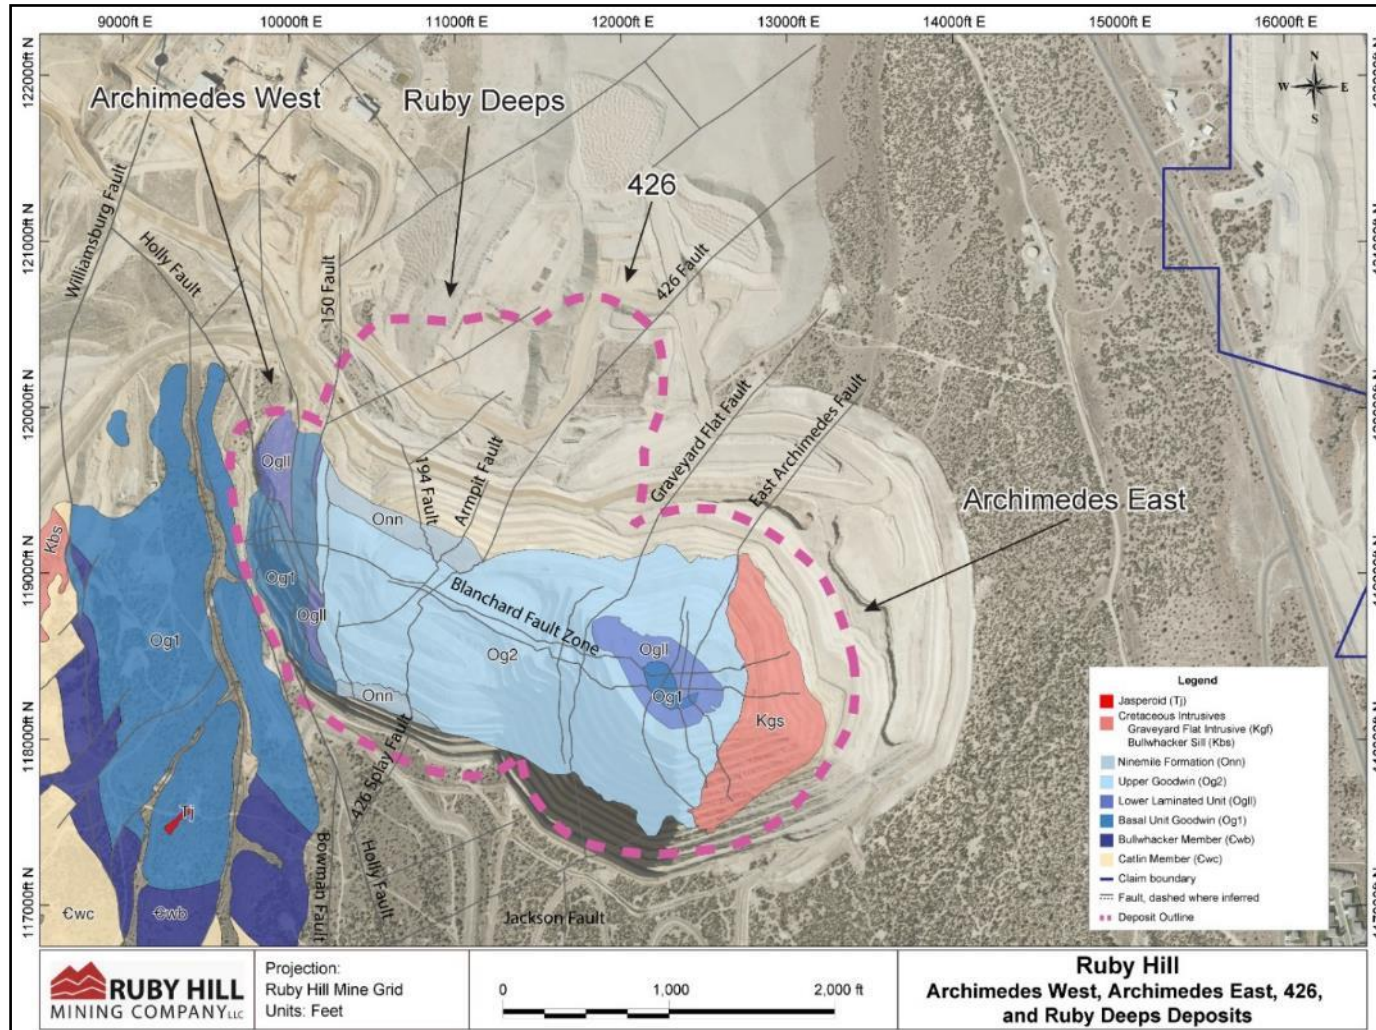 9000ft E 10000ft E 11000ft E 12000ft E 13000ft E 14000ft E 15000ft E 16000ft E
122000ft N
121000ft N
120000ft N
119000ft N
118000ft N
117000ft N
N
W E
S
Archimedes West
Ruby Deeps
426
Archimedes East
Williamsburg Fault
Holly Fault
150 Fault
426 Fault
Graveyard Flat Fault
East Archimedes Fault
194 Fault
Armpit Fault
Blanchard Fault Zone
426 Splay Fault
Holly Fault
Bowman Fault
Jackson Fault
Kbs
Ogll
Onn
Og1
Ogll
Og1
Og2
Ogll
Og1
Onn
Kgs
Tj
Єwc
Єwb
Legend
Jasperoid (Tj)
Cretaceous Intrusives
Graveyard Flat Intrusive (Kgf)
Bullwhacker Sill (Kbs)
Ninemile Formation (Onn)
Upper Goodwin (Og2)
Lower Laminated Unit (Ogll)
Basal Unit Goodwin (Og1)
Bullwhacker Member (Єwb)
Catlin Member (Єwc)
Claim boundary
Fault, dashed where inferred
Deposit Outline
RUBY HILL
MINING COMPANY LLC
Projection:
Ruby Hill Mine Grid
Units: Feet
0 1,000 2,000 ft
Ruby Hill
Archimedes West, Archimedes East, 426,
and Ruby Deeps Deposits